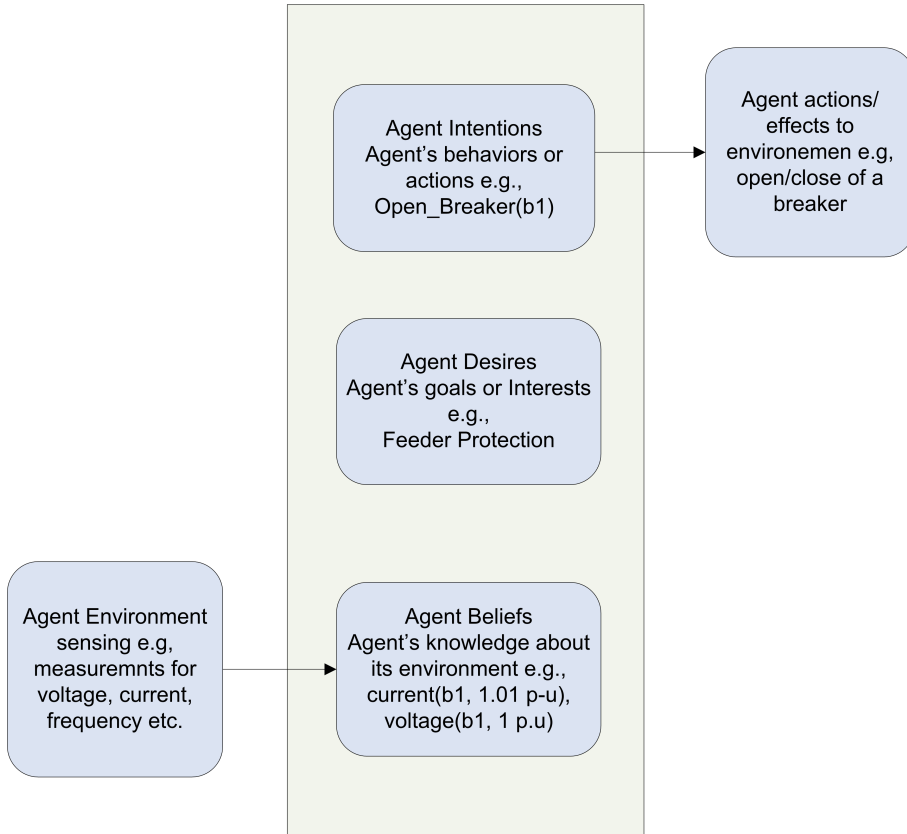 Agent Intentions
Agent's behaviors or
actions e.g.,
Open_Breaker(b1)
Agent actions/
effects to
environemen e.g,
open/close of a
breaker
Agent Desires
Agent's goals or Interests
e.g.,
Feeder Protection
Agent Environment
sensing e.g,
measuremnts for
voltage, current,
frequency etc.
Agent Beliefs
Agent's knowledge about
its environment e.g.,
current(b1, 1.01 p-u),
voltage(b1, 1 p.u)